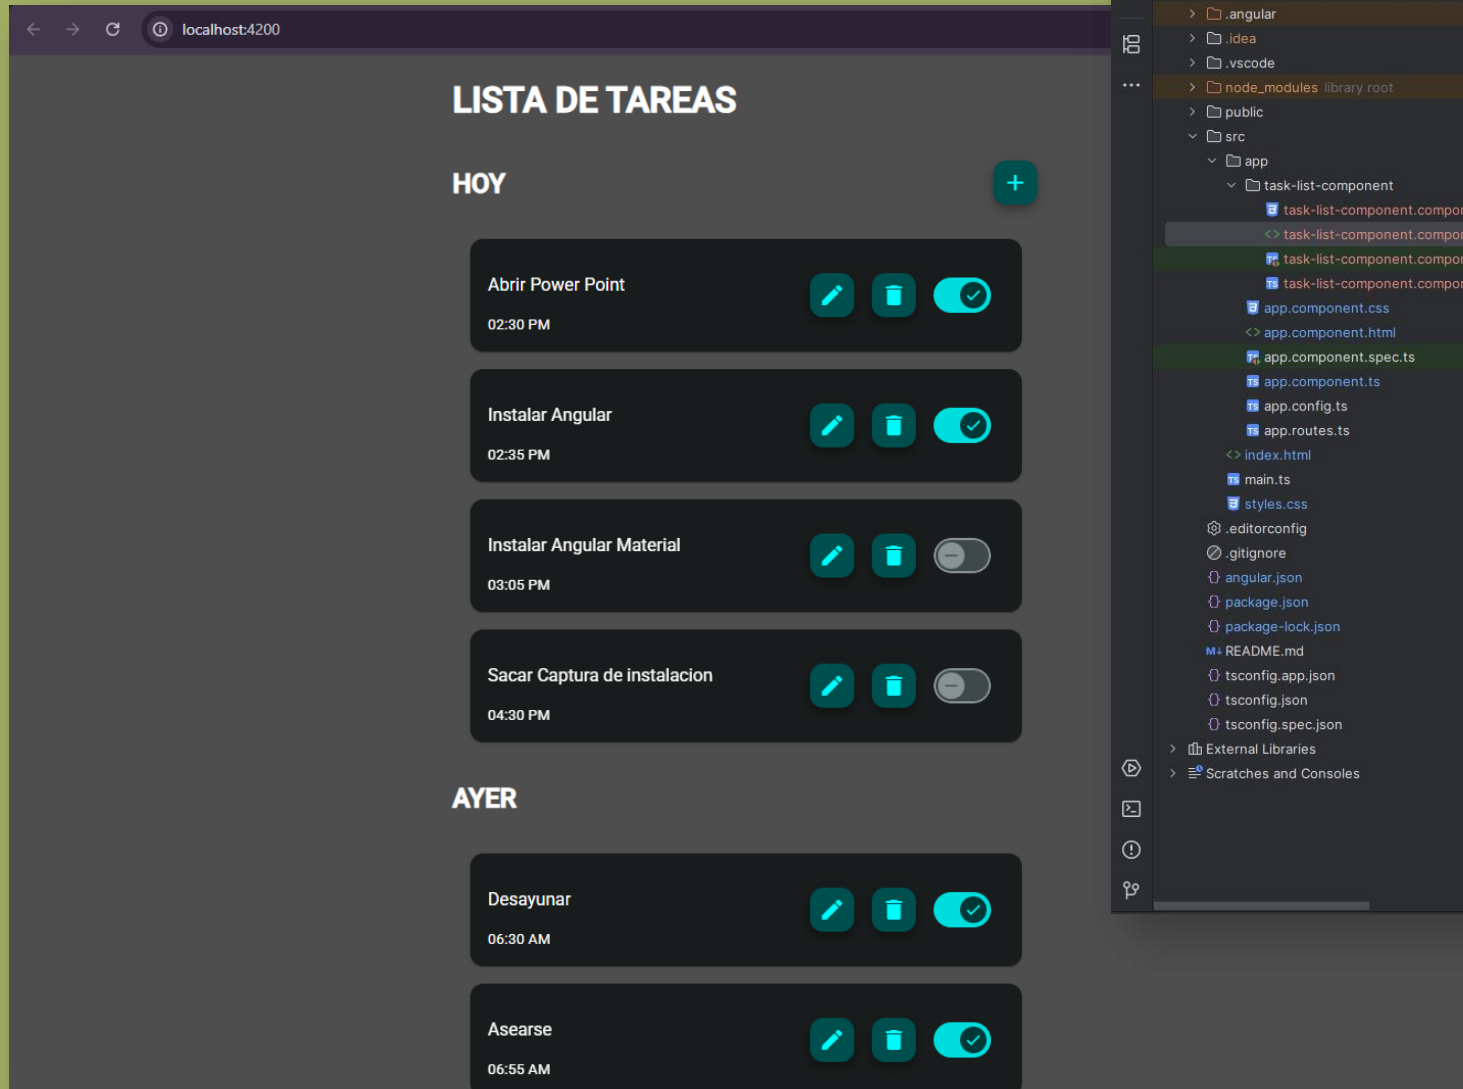 localhost:4200
LISTA DE TAREAS
HOY
Abrir Power Point
02:30 PM
Instalar Angular
02:35 PM
Instalar Angular Material
03:05 PM
Sacar Captura de instalacion
04:30 PM
AYER
Desayunar
06:30 AM
Asearse
06:55 AM
.angular
.idea
.vscode
node_modules library root
public
src
app
task-list-component
task-list-component.compon
task-list-component.compon
task-list-component.compon
task-list-component.compon
app.component.css
app.component.html
app.component.spec.ts
app.component.ts
app.config.ts
app.routes.ts
index.html
main.ts
styles.css
.editorconfig
.gitignore
angular.json
package.json
package-lock.json
README.md
tsconfig.app.json
tsconfig.json
tsconfig.spec.json
External Libraries
Scratches and Consoles